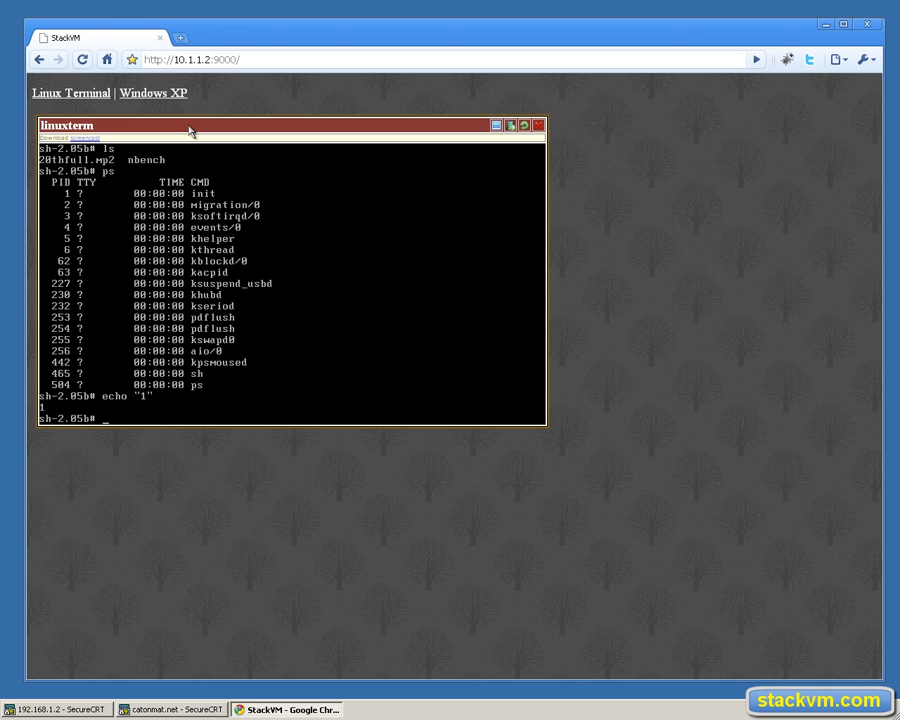 StackVM
http://10.1.1.2:9000/
Linux Terminal | Windows XP
linuxterm
Download screencast
sh-2.05b# ls
20thfull.mp2  nbench
sh-2.05b# ps
  PID TTY          TIME CMD
    1 ?        00:00:00 init
    2 ?        00:00:00 migration/0
    3 ?        00:00:00 ksoftirqd/0
    4 ?        00:00:00 events/0
    5 ?        00:00:00 khelper
    6 ?        00:00:00 kthread
   62 ?        00:00:00 kblockd/0
   63 ?        00:00:00 kacpid
  227 ?        00:00:00 ksuspend_usbd
  230 ?        00:00:00 khubd
  232 ?        00:00:00 kseriod
  253 ?        00:00:00 pdflush
  254 ?        00:00:00 pdflush
  255 ?        00:00:00 kswapd0
  256 ?        00:00:00 aio/0
  442 ?        00:00:00 kpsmoused
  465 ?        00:00:00 sh
  504 ?        00:00:00 ps
sh-2.05b# echo "1"
1
sh-2.05b# _
192.168.1.2 - SecureCRT
catonmat.net - SecureCRT
StackVM - Google Chr...
stackvm.com